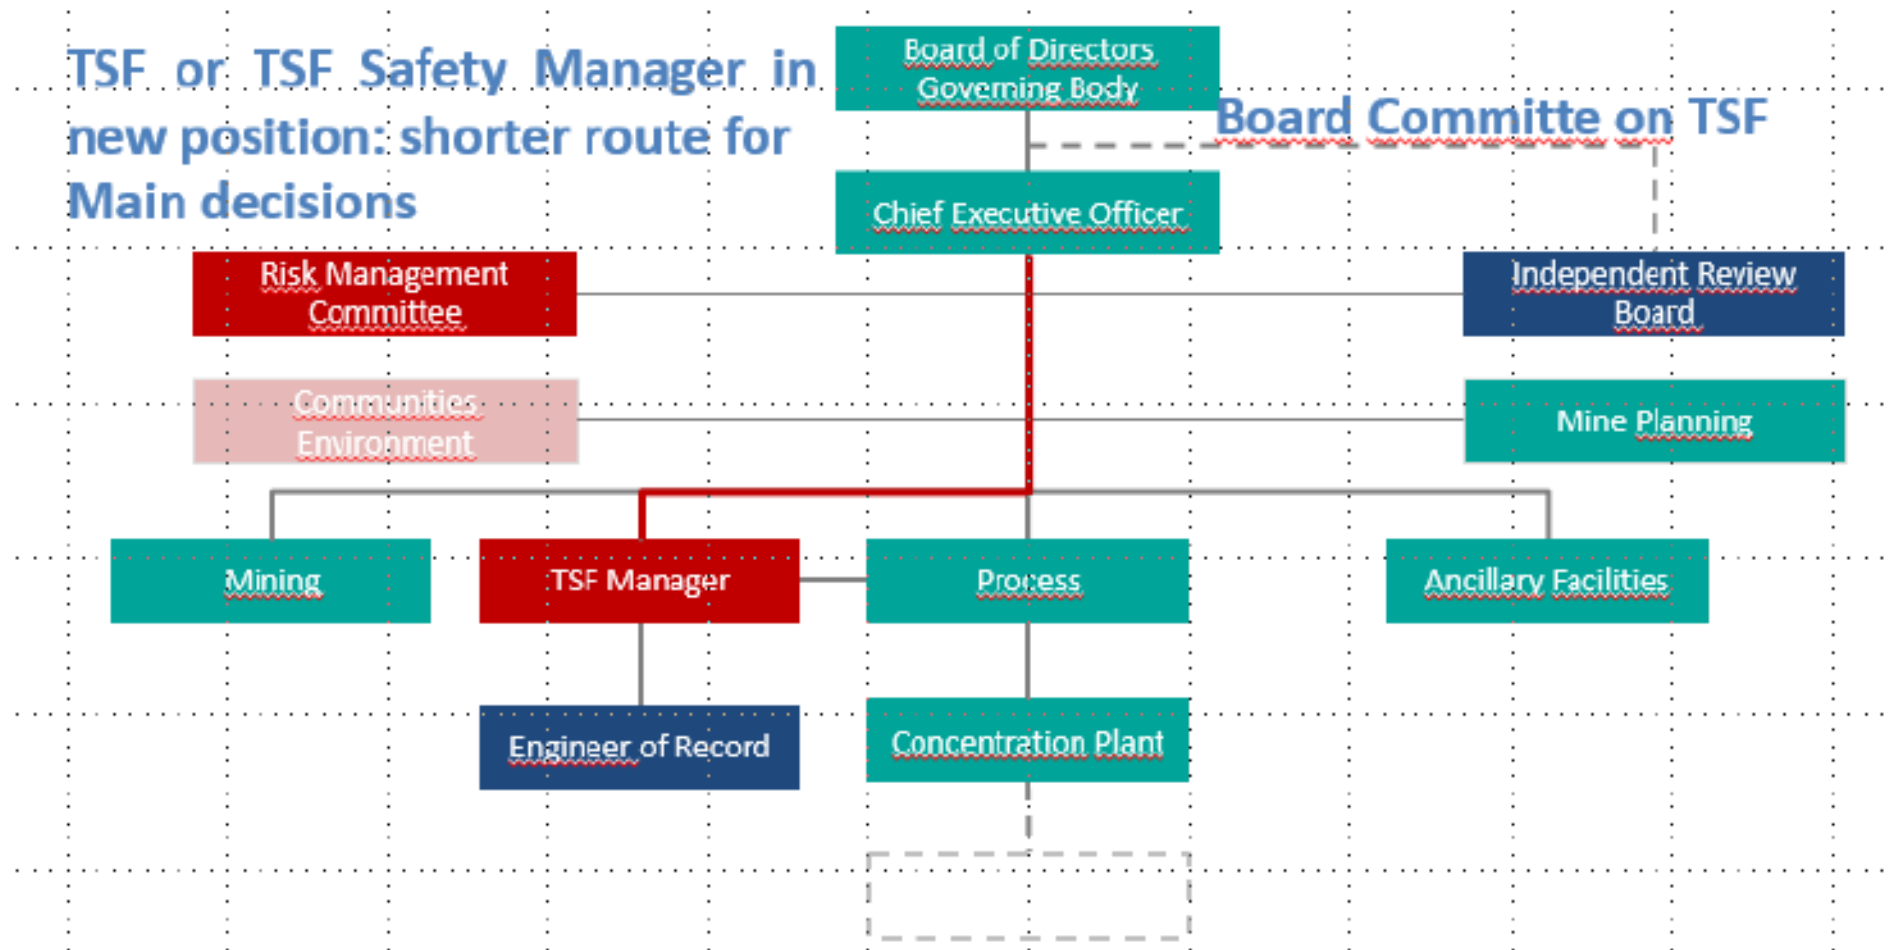 TSF or TSF Safety Manager in
new position: shorter route for
Main decisions
Board of Directors
Governing Body
Board Committe on TSF
Chief Executive Officer
Risk Management
Committee
Independent Review
Board
Communities
Environment
Mine Planning
Mining
TSF Manager
Process
Ancillary Facilities
Engineer of Record
Concentration Plant